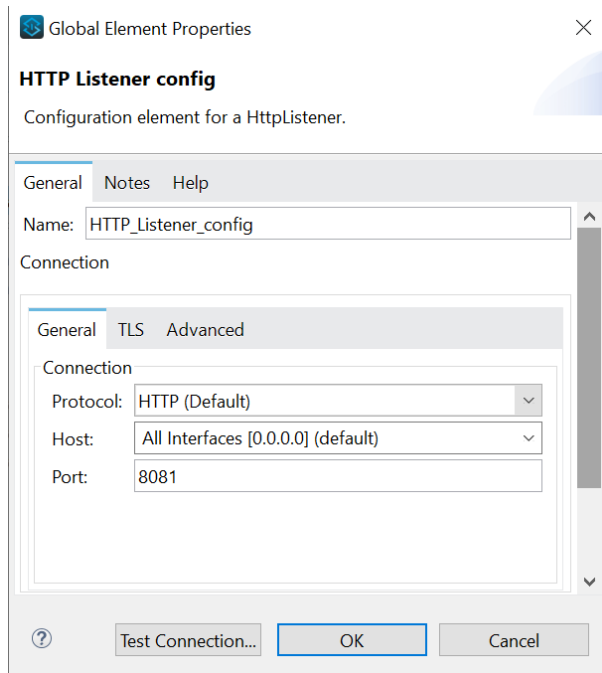 Global Element Properties
HTTP Listener config
Configuration element for a HttpListener.
General Notes Help
Name: HTTP_Listener_config
Connection
General TLS Advanced
Connection
Protocol: HTTP (Default)
Host: All Interfaces [0.0.0.0] (default)
Port: 8081
? Test Connection... OK Cancel